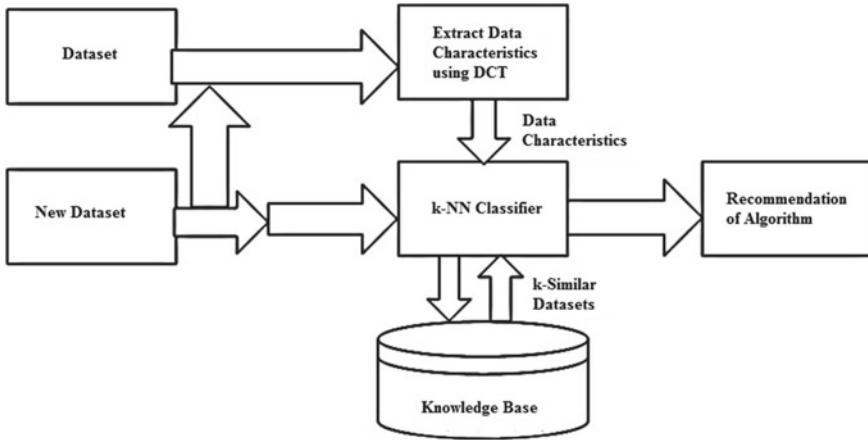 Dataset
Extract Data
Characteristics
using DCT
Data
Characteristics
New Dataset
k-NN Classifier
Recommendation
of Algorithm
k-Similar
Datasets
Knowledge Base